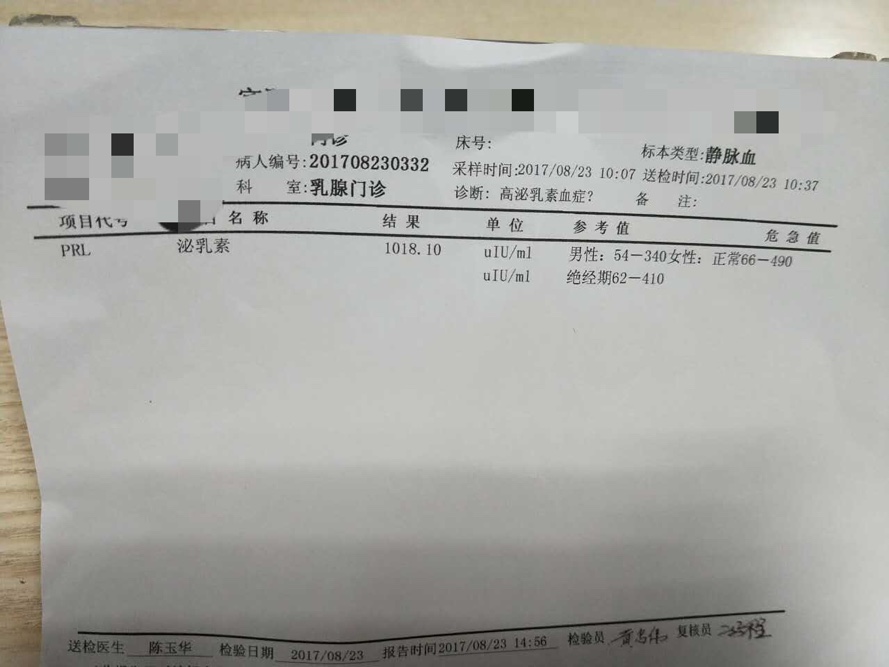 门诊
床号:
标本类型:静脉血
病人编号:201708230332
采样时间:2017/08/23 10:07 送检时间:2017/08/23 10:37
科 室:乳腺门诊
诊断: 高泌乳素血症? 备 注:
项目代号 名 称 结 果 单 位 参 考 值 危 急 值
PRL 泌乳素 1018.10 uIU/ml 男性: 54-340女性: 正常66-490
uIU/ml 绝经期62-410
送检医生 陈玉华 检验日期 2017/08/23 报告时间2017/08/23 14:56 检验员 复核员